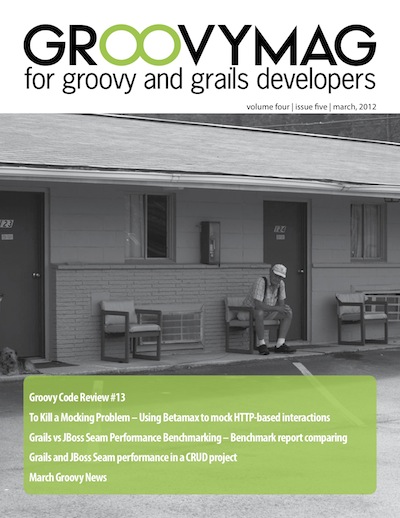 GROOVYMAG
for groovy and grails developers
volume four | issue five | march, 2012
123
124
Groovy Code Review #13
To Kill a Mocking Problem – Using Betamax to mock HTTP-based interactions
Grails vs JBoss Seam Performance Benchmarking – Benchmark report comparing
Grails and JBoss Seam performance in a CRUD project
March Groovy News